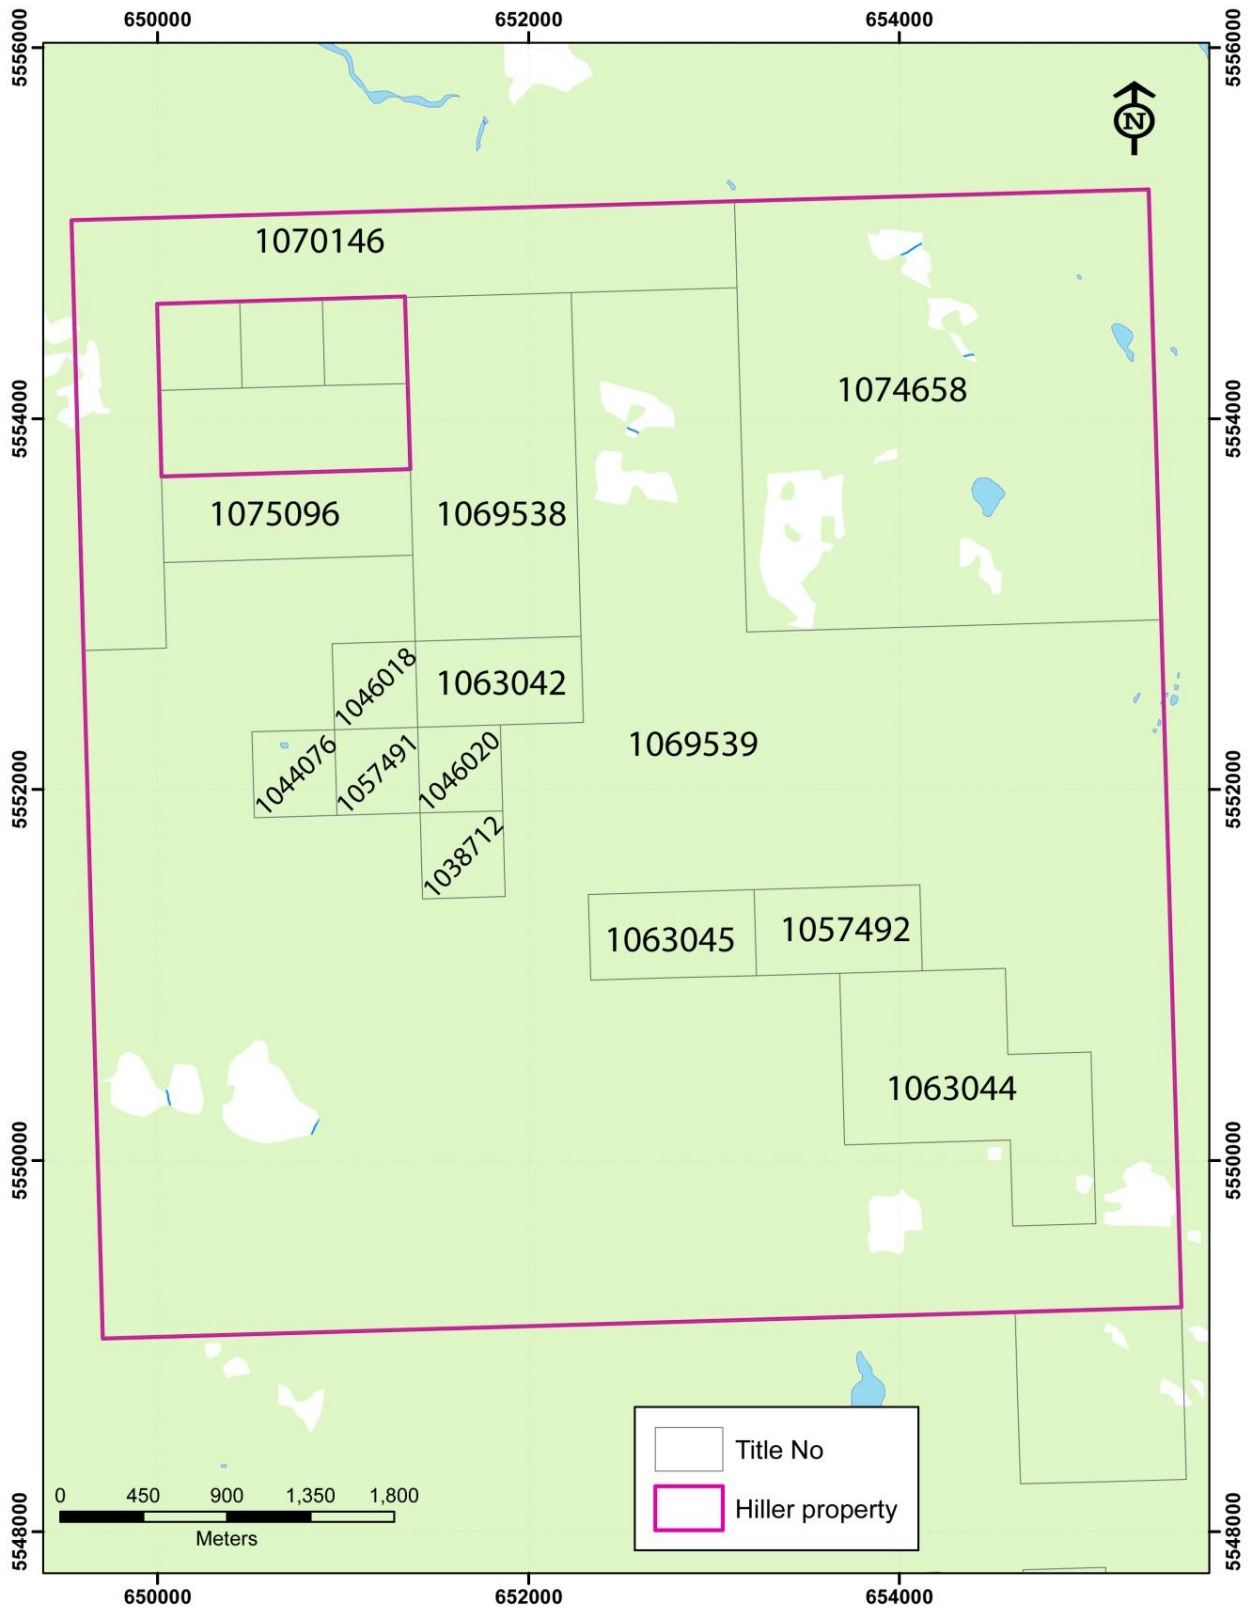 650000 652000 654000
5556000 5556000
N
1070146
1074658
5554000 5554000
1075096 1069538
1046018 1063042
1069539
1044076 1057491 1046020
5552000 5552000
1038712
1063045 1057492
1063044
5550000 5550000
Title No
Hiller property
0 450 900 1,350 1,800
Meters
5548000 5548000
650000 652000 654000